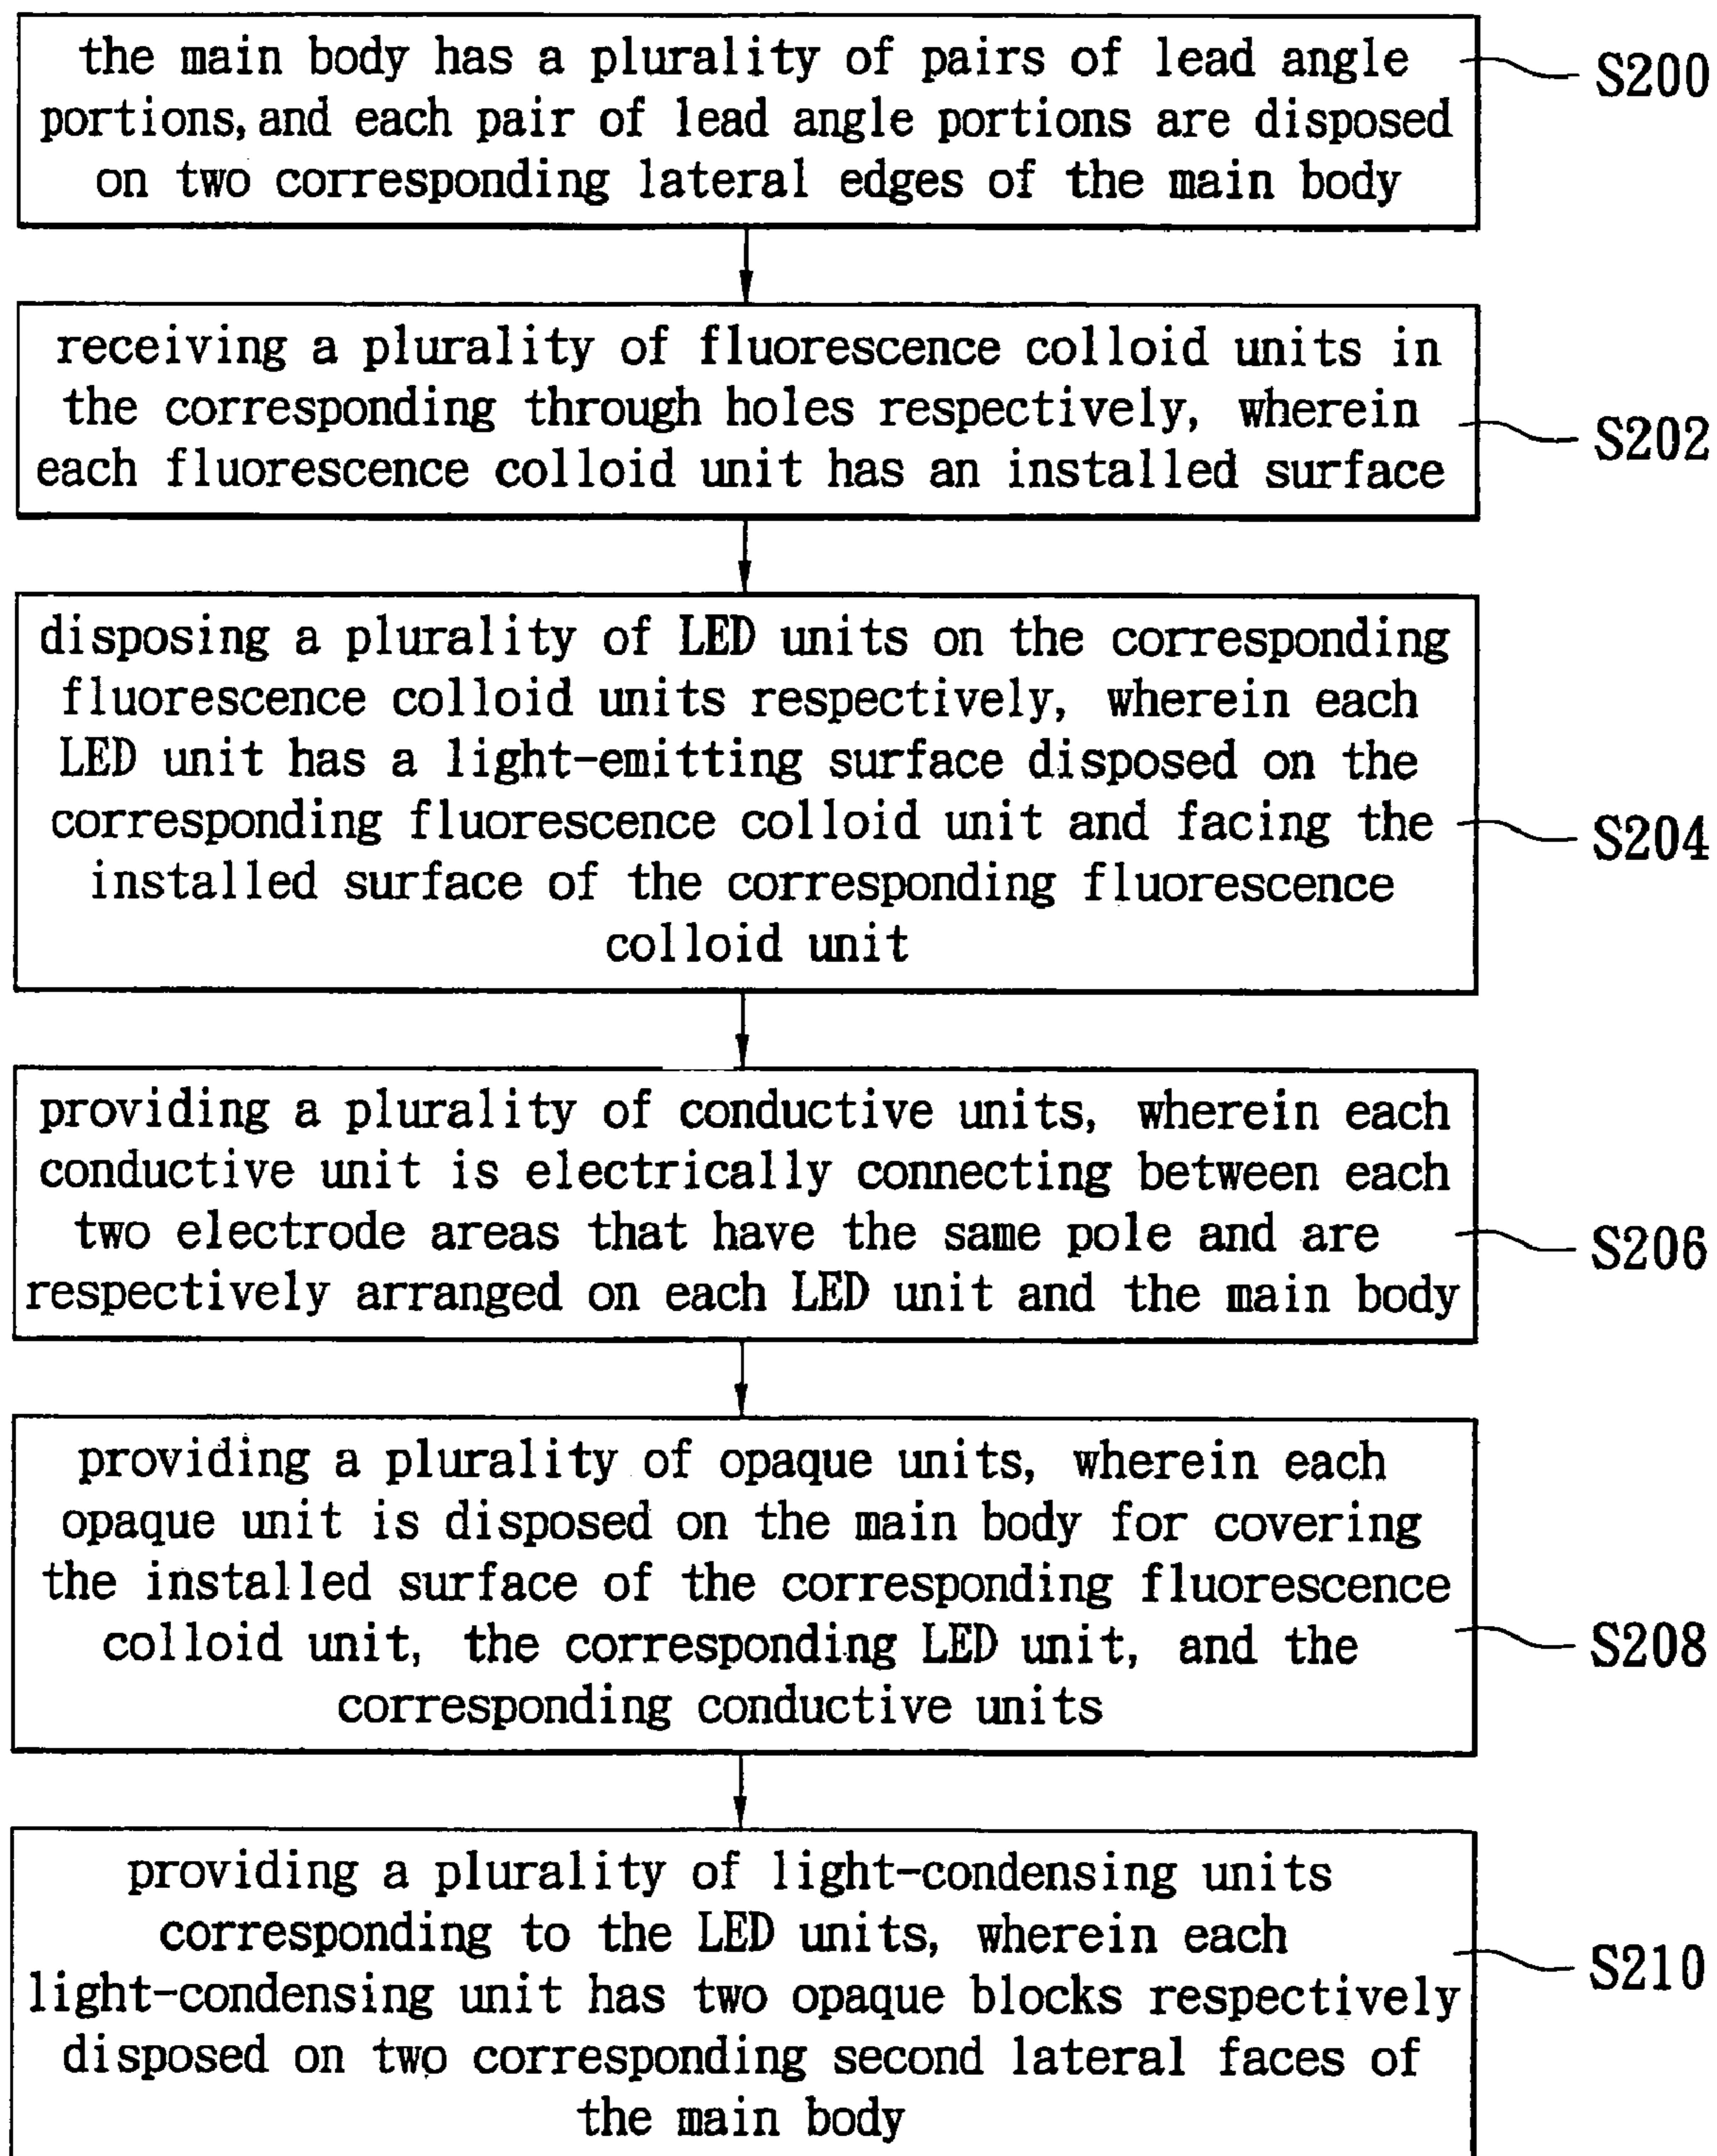 the main body has a plurality of pairs of lead angle
portions, and each pair of lead angle portions are disposed
on two corresponding lateral edges of the main body
S200
receiving a plurality of fluorescence colloid units in
the corresponding through holes respectively, wherein
each fluorescence colloid unit has an installed surface
S202
disposing a plurality of LED units on the corresponding
fluorescence colloid units respectively, wherein each
LED unit has a light-emitting surface disposed on the
corresponding fluorescence colloid unit and facing the
installed surface of the corresponding fluorescence
colloid unit
S204
providing a plurality of conductive units, wherein each
conductive unit is electrically connecting between each
two electrode areas that have the same pole and are
respectively arranged on each LED unit and the main body
S206
providing a plurality of opaque units, wherein each
opaque unit is disposed on the main body for covering
the installed surface of the corresponding fluorescence
colloid unit, the corresponding LED unit, and the
corresponding conductive units
S208
providing a plurality of light-condensing units
corresponding to the LED units, wherein each
light-condensing unit has two opaque blocks respectively
disposed on two corresponding second lateral faces of
the main body
S210